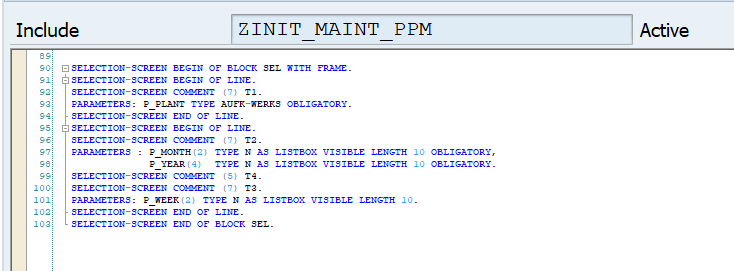 Include ZINIT_MAINT_PPM Active
89
90 SELECTION-SCREEN BEGIN OF BLOCK SEL WITH FRAME.
91 SELECTION-SCREEN BEGIN OF LINE.
92 SELECTION-SCREEN COMMENT (7) T1.
93 PARAMETERS: P_PLANT TYPE AUFK-WERKS OBLIGATORY.
94 SELECTION-SCREEN END OF LINE.
95 SELECTION-SCREEN BEGIN OF LINE.
96 SELECTION-SCREEN COMMENT (7) T2.
97 PARAMETERS : P_MONTH(2) TYPE N AS LISTBOX VISIBLE LENGTH 10 OBLIGATORY,
98 P_YEAR(4) TYPE N AS LISTBOX VISIBLE LENGTH 10 OBLIGATORY.
99 SELECTION-SCREEN COMMENT (5) T4.
100 SELECTION-SCREEN COMMENT (7) T3.
101 PARAMETERS: P_WEEK(2) TYPE N AS LISTBOX VISIBLE LENGTH 10.
102 SELECTION-SCREEN END OF LINE.
103 SELECTION-SCREEN END OF BLOCK SEL.